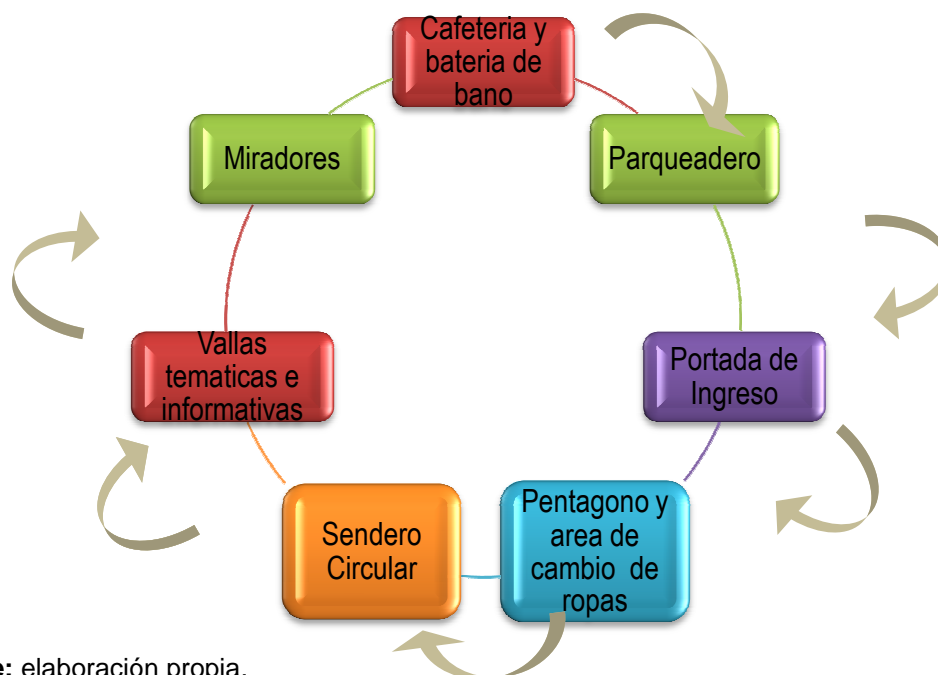 Cafeteria y
bateria de
bano
Miradores
Parqueadero
Vallas
tematicas e
informativas
Portada de
Ingreso
Sendero
Circular
Pentagono y
area de
cambio de
ropas
e: elaboración propia.